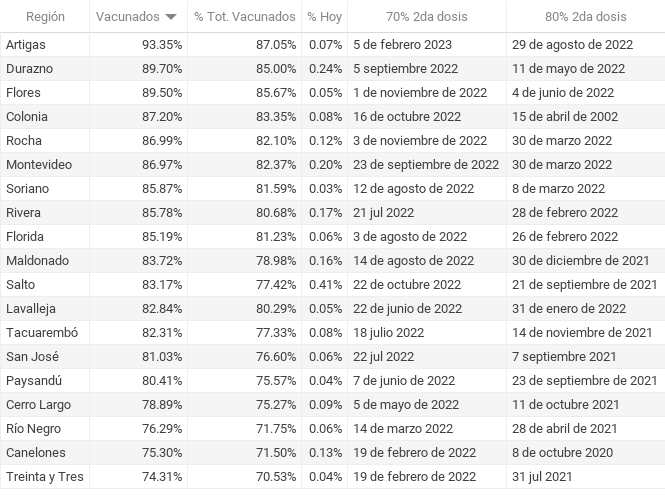 Región Vacunados % Tot. Vacunados % Hoy 70% 2da dosis 80% 2da dosis
Artigas 93.35% 87.05% 0.07% 5 de febrero 2023 29 de agosto de 2022
Durazno 89.70% 85.00% 0.24% 5 septiembre 2022 11 de mayo de 2022
Flores 89.50% 85.67% 0.05% 1 de noviembre de 2022 4 de junio de 2022
Colonia 87.20% 83.35% 0.08% 16 de octubre 2022 15 de abril de 2002
Rocha 86.99% 82.10% 0.12% 3 de noviembre de 2022 30 de marzo 2022
Montevideo 86.97% 82.37% 0.20% 23 de septiembre de 2022 30 de marzo 2022
Soriano 85.87% 81.59% 0.03% 12 de agosto de 2022 8 de marzo 2022
Rivera 85.78% 80.68% 0.17% 21 jul 2022 28 de febrero 2022
Florida 85.19% 81.23% 0.06% 3 de agosto de 2022 26 de febrero 2022
Maldonado 83.72% 78.98% 0.16% 14 de agosto de 2022 30 de diciembre de 2021
Salto 83.17% 77.42% 0.41% 22 de octubre 2022 21 de septiembre de 2021
Lavalleja 82.84% 80.29% 0.05% 22 de junio de 2022 31 de enero de 2022
Tacuarembó 82.31% 77.33% 0.08% 18 julio 2022 14 de noviembre de 2021
San José 81.03% 76.60% 0.06% 22 jul 2022 7 septiembre 2021
Paysandú 80.41% 75.57% 0.04% 7 de junio de 2022 23 de septiembre de 2021
Cerro Largo 78.89% 75.27% 0.09% 5 de mayo de 2022 11 de octubre 2021
Río Negro 76.29% 71.75% 0.06% 14 de marzo 2022 28 de abril de 2021
Canelones 75.30% 71.50% 0.13% 19 de febrero de 2022 8 de octubre 2020
Treinta y Tres 74.31% 70.53% 0.04% 19 de febrero de 2022 31 jul 2021